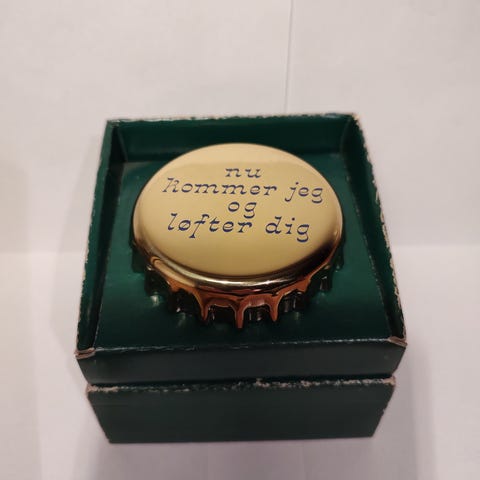 nu
kommer jeg
og
løfter dig